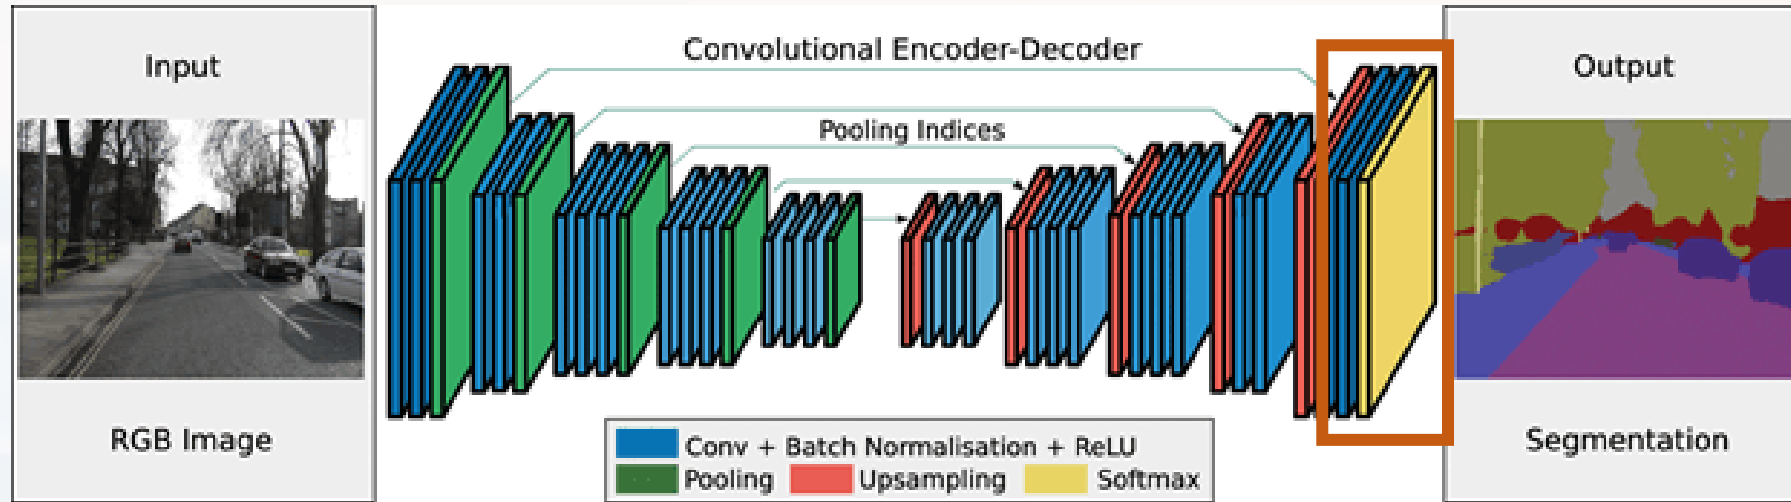 Input
RGB Image
Convolutional Encoder-Decoder
Pooling Indices
Conv + Batch Normalisation + ReLU
Pooling Upsampling Softmax
Output
Segmentation